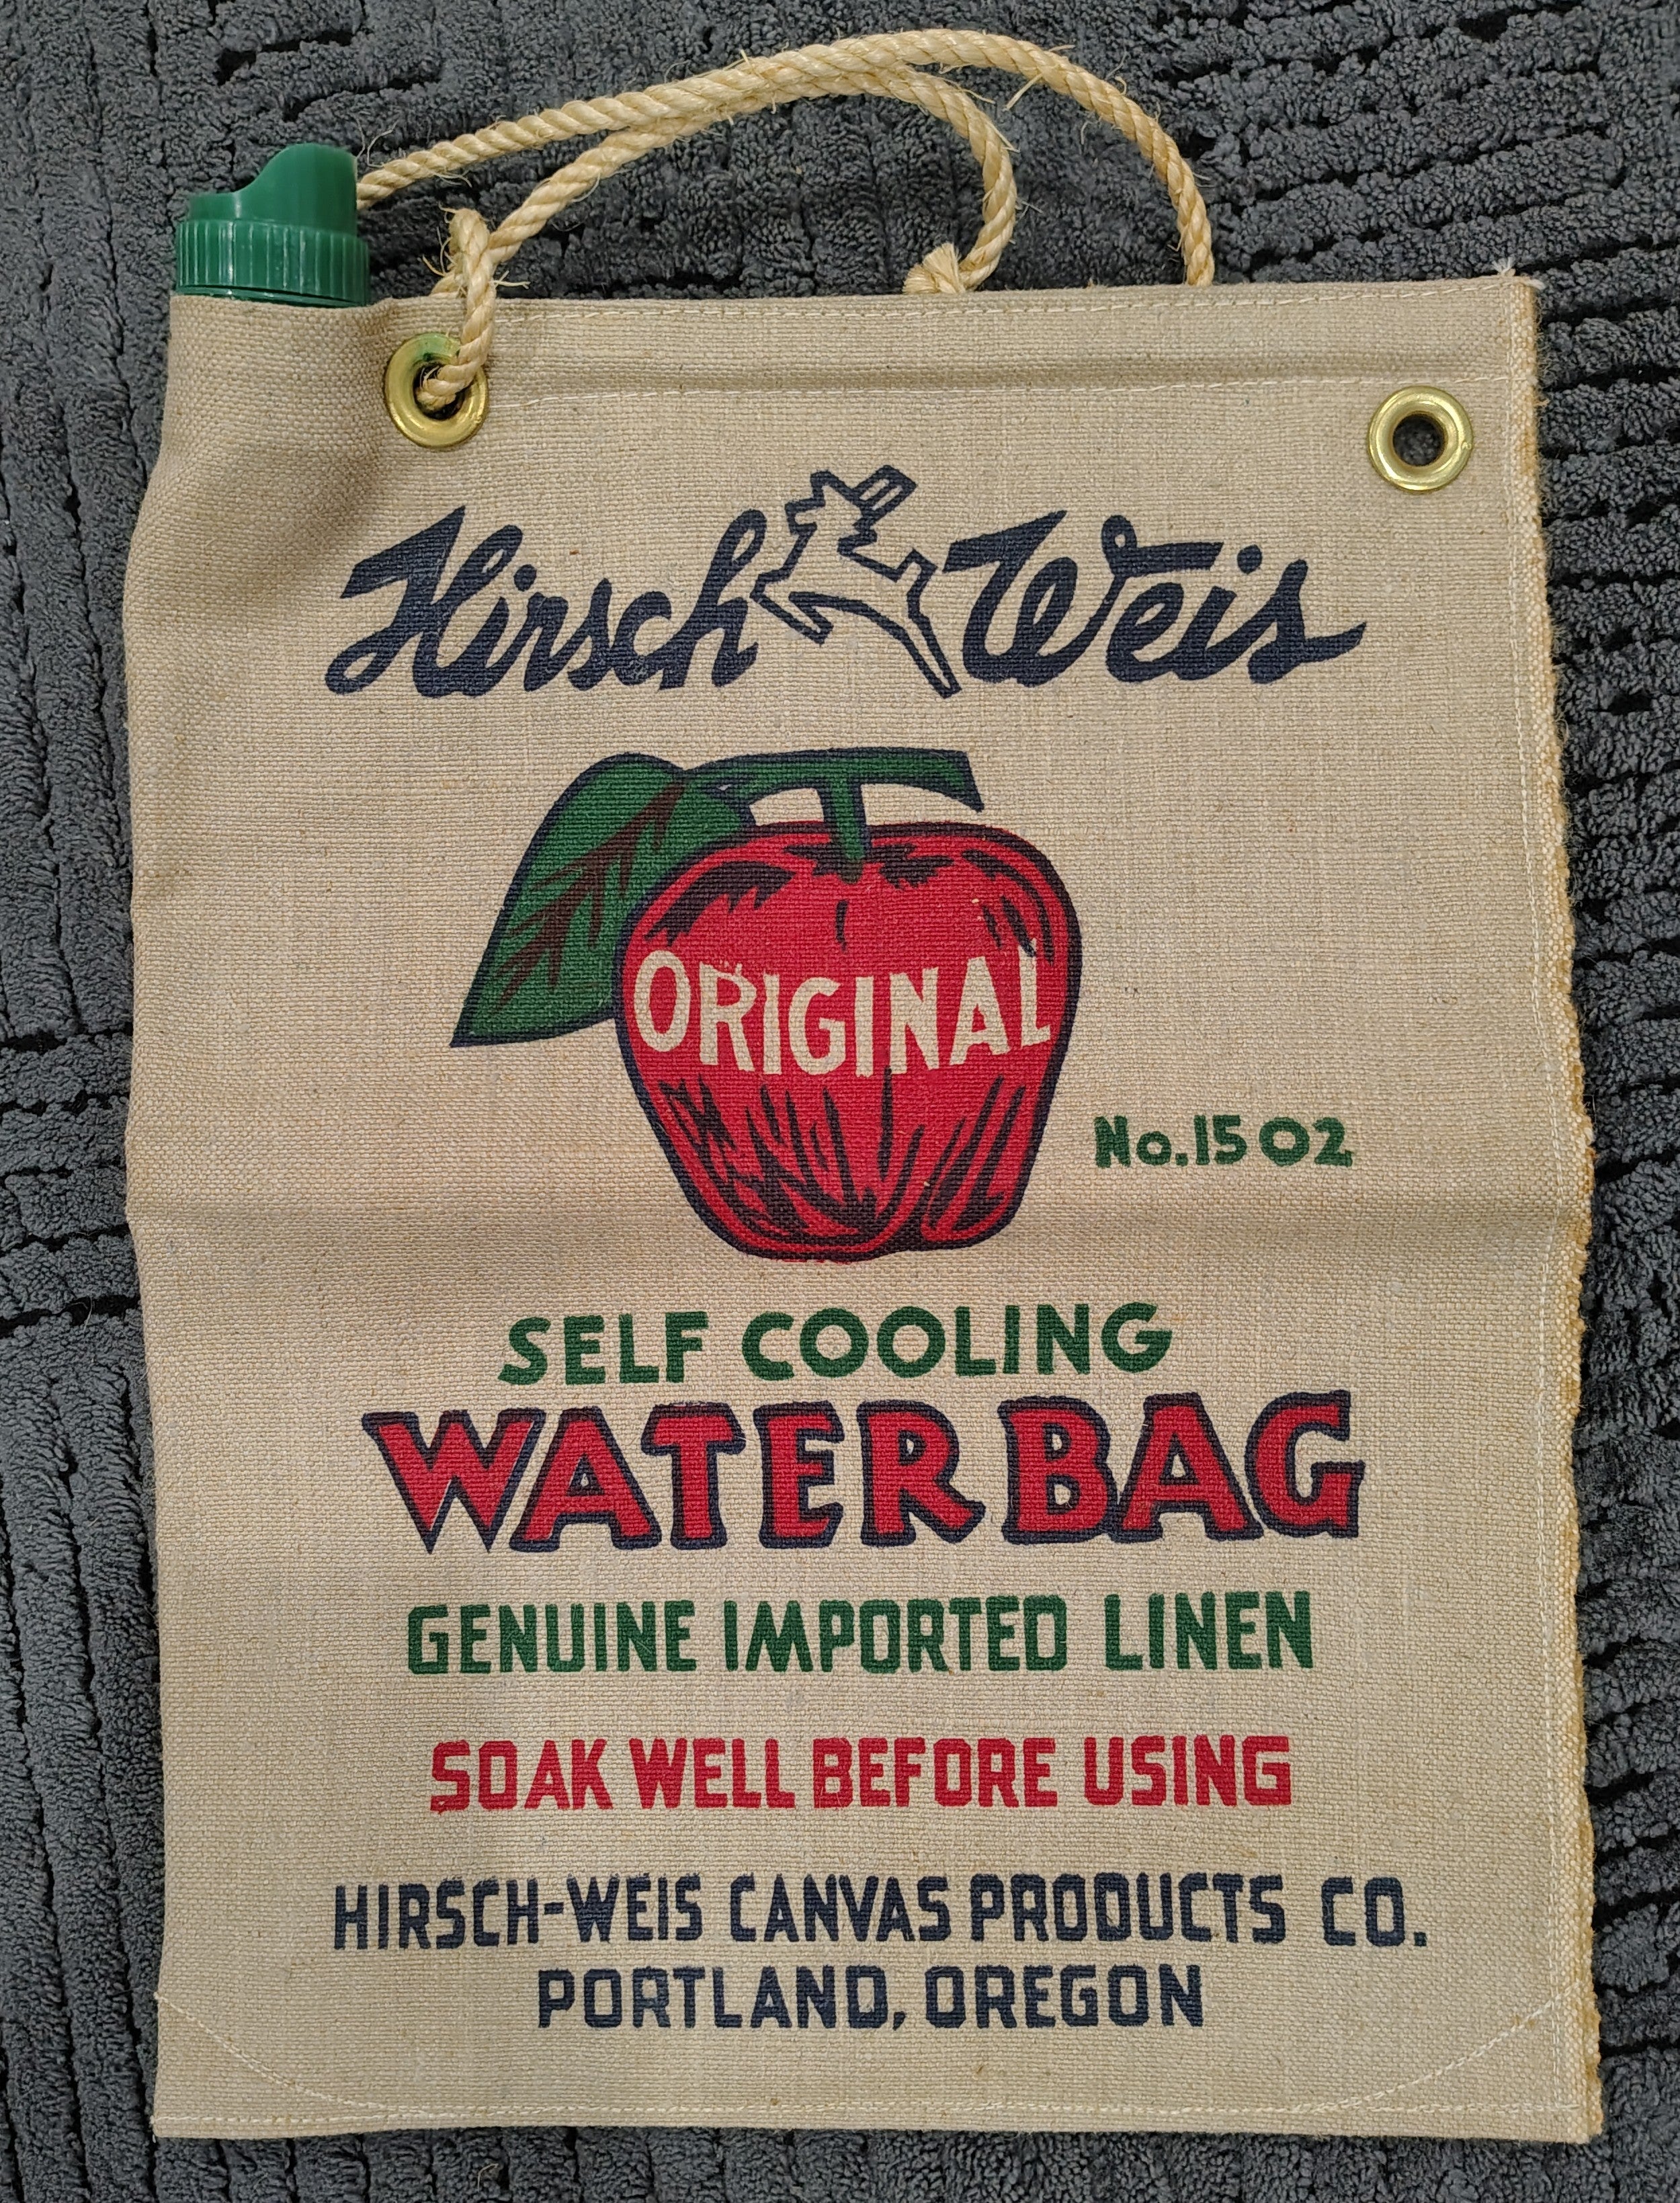 Hirsch Weis
ORIGINAL
No. 1502
SELF COOLING
WATER BAG
GENUINE IMPORTED LINEN
SOAK WELL BEFORE USING
HIRSCH-WEIS CANVAS PRODUCTS CO.
PORTLAND, OREGON